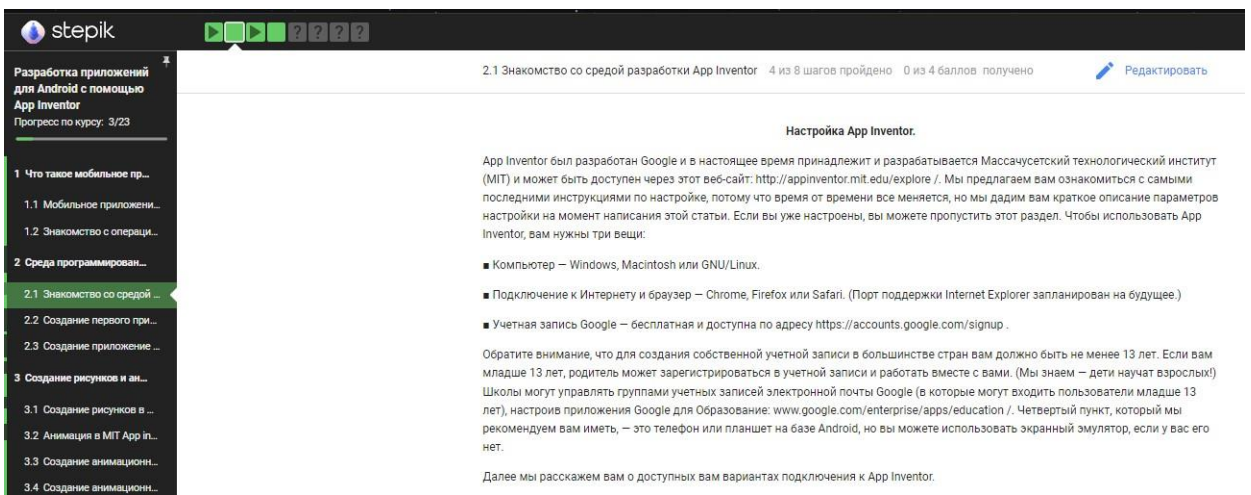 stepik
? ? ? ?
Разработка приложений
для Android с помощью
App Inventor
Прогресс по курсу: 3/23
1 Что такое мобильное пр...
1.1 Мобильное приложени...
1.2 Знакомство с операци...
2 Среда программирован...
2.1 Знакомство со средой ...
2.2 Создание первого при...
2.3 Создание приложение ...
3 Создание рисунков и ан...
3.1 Создание рисунков в ...
3.2 Анимация в MIT App in...
3.3 Создание анимационн...
3.4 Создание анимационн...
2.1 Знакомство со средой разработки App Inventor 4 из 8 шагов пройдено 0 из 4 баллов получено
Редактировать
Настройка App Inventor.
App Inventor был разработан Google и в настоящее время принадлежит и разрабатывается Массачусетский технологический институт
(MIT) и может быть доступен через этот веб-сайт: http://appinventor.mit.edu/explore /. Мы предлагаем вам ознакомиться с самыми
последними инструкциями по настройке, потому что время от времени все меняется, но мы дадим вам краткое описание параметров
настройки на момент написания этой статьи. Если вы уже настроены, вы можете пропустить этот раздел. Чтобы использовать App
Inventor, вам нужны три вещи:
■ Компьютер — Windows, Macintosh или GNU/Linux.
■ Подключение к Интернету и браузер — Chrome, Firefox или Safari. (Порт поддержки Internet Explorer запланирован на будущее.)
■ Учетная запись Google — бесплатная и доступна по адресу https://accounts.google.com/signup .
Обратите внимание, что для создания собственной учетной записи в большинстве стран вам должно быть не менее 13 лет. Если вам
младше 13 лет, родитель может зарегистрироваться в учетной записи и работать вместе с вами. (Мы знаем — дети научат взрослых!)
Школы могут управлять группами учетных записей электронной почты Google (в которые могут входить пользователи младше 13
лет), настроив приложения Google для Образование: www.google.com/enterprise/apps/education /. Четвертый пункт, который мы
рекомендуем вам иметь, — это телефон или планшет на базе Android, но вы можете использовать экранный эмулятор, если у вас его
нет.
Далее мы расскажем вам о доступных вам вариантах подключения к App Inventor.